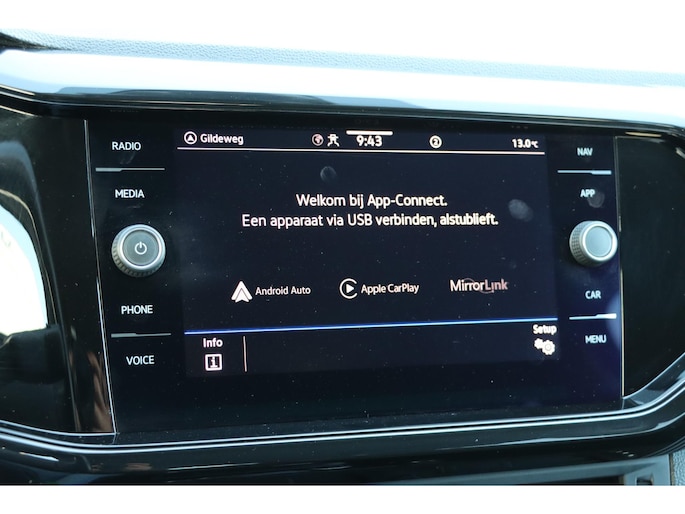 RADIO
MEDIA
PHONE
VOICE
Gildeweg 9:43 2 13.0°C
Welkom bij App-Connect.
Een apparaat via USB verbinden, alstublieft.
Android Auto Apple CarPlay MirrorLink
Info Setup
NAV
APP
CAR
MENU